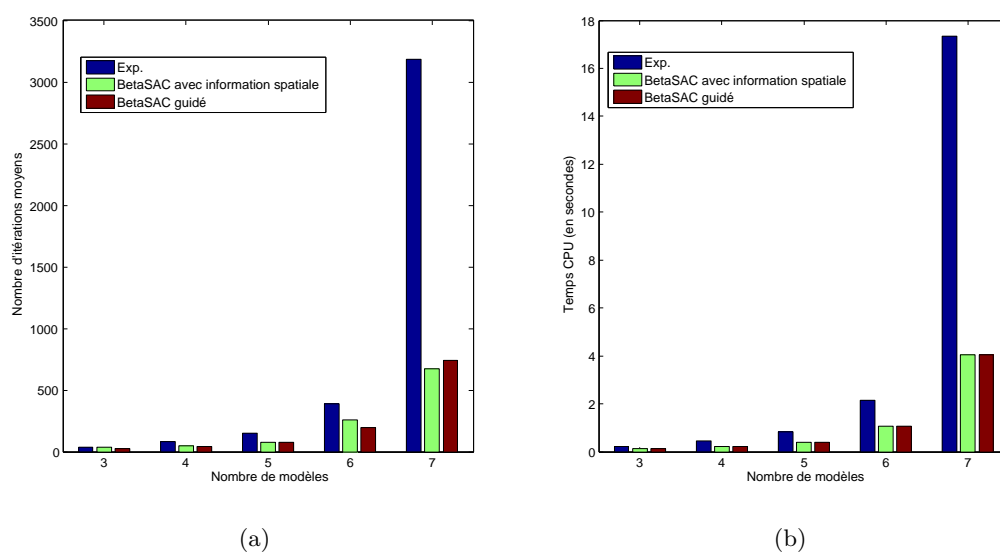 3500
3000
2500
2000
1500
1000
500
0
Nombre d'itérations moyens
Exp.
BetaSAC avec information spatiale
BetaSAC guidé
3 4 5 6 7
Nombre de modèles
(a)
18
16
14
12
10
8
6
4
2
0
Temps CPU (en secondes)
Exp.
BetaSAC avec information spatiale
BetaSAC guidé
3 4 5 6 7
Nombre de modèles
(b)